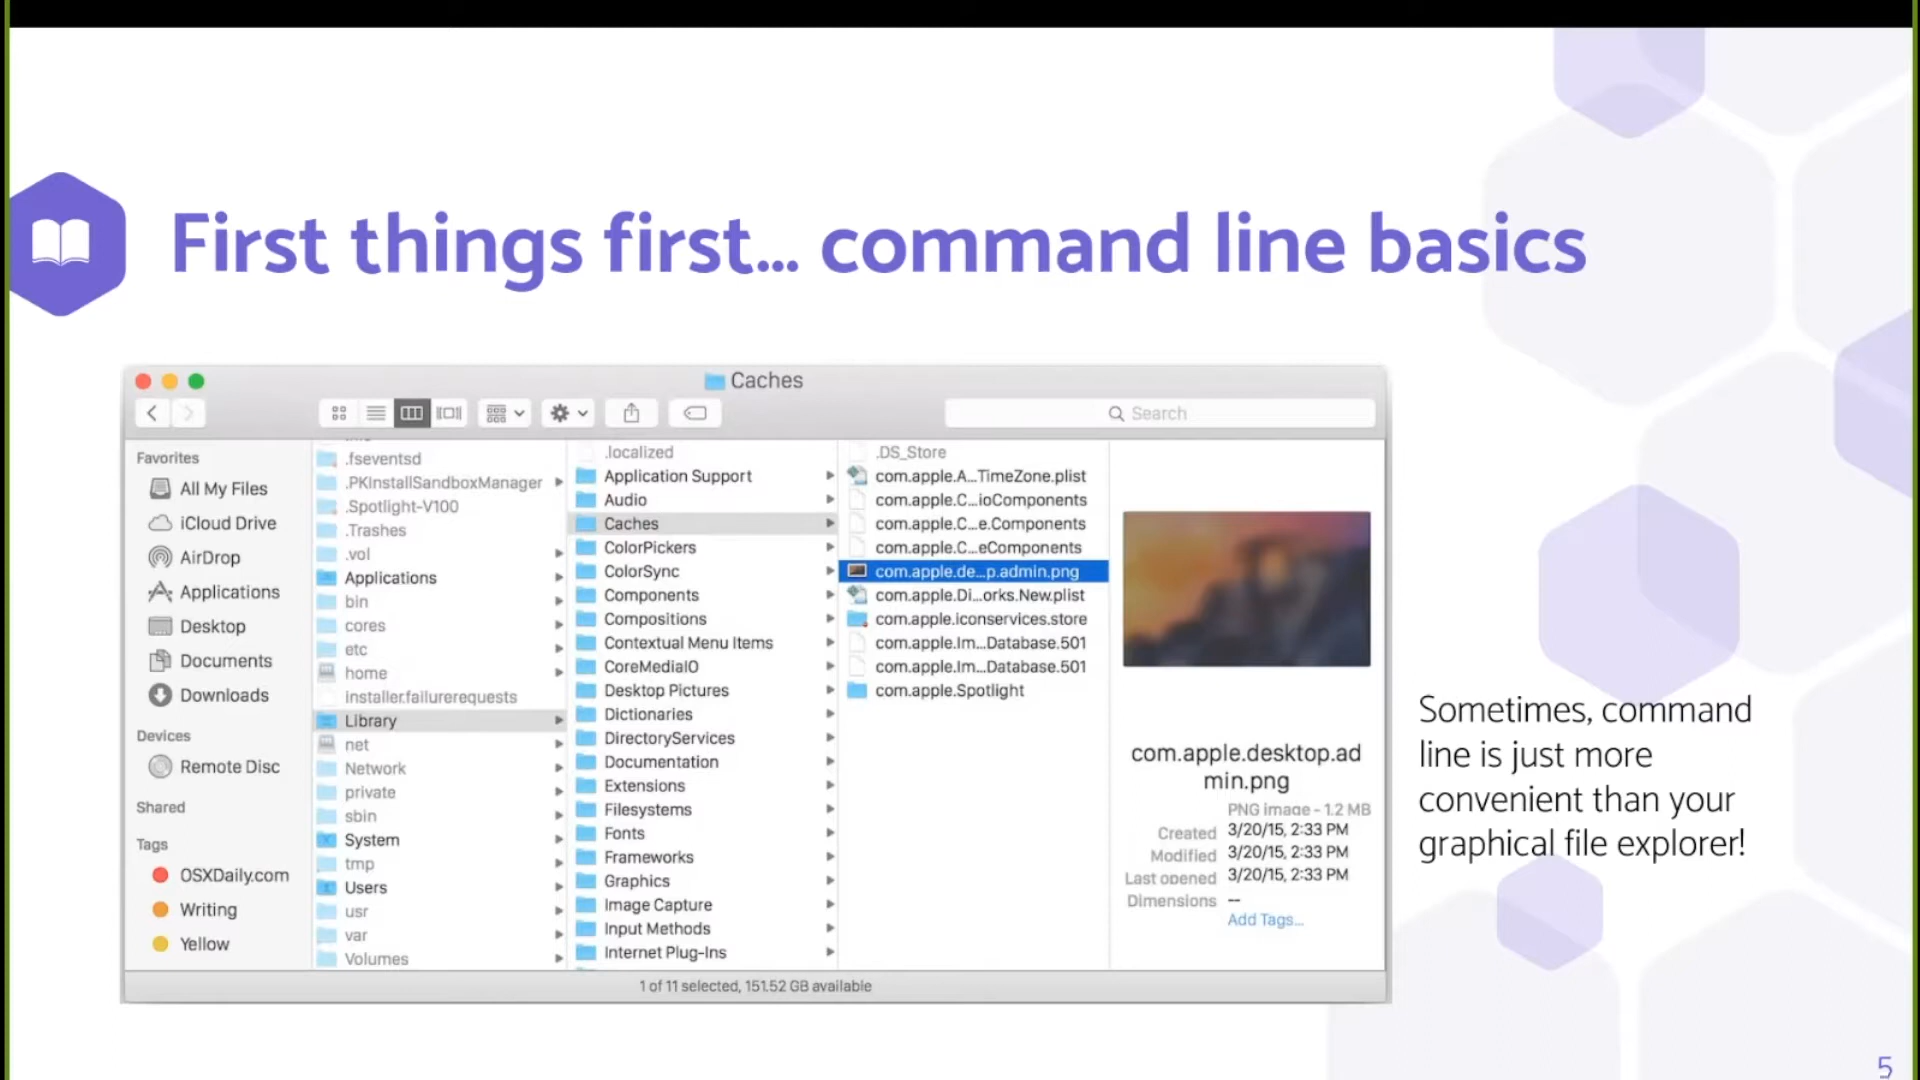 First things first... command line basics
Caches
Search
Favorites
All My Files
iCloud Drive
AirDrop
Applications
Desktop
Documents
Downloads
Devices
Remote Disc
Shared
Tags
OSXDaily.com
Writing
Yellow
.fseventsd
.PKInstallSandboxManager
.Spotlight-V100
.Trashes
.vol
Applications
bin
cores
etc
home
installer.failurerequests
Library
net
Network
private
sbin
System
tmp
Users
usr
var
Volumes
.localized
Application Support
Audio
Caches
ColorPickers
ColorSync
Components
Compositions
Contextual Menu Items
CoreMediaIO
Desktop Pictures
Dictionaries
DirectoryServices
Documentation
Extensions
Filesystems
Fonts
Frameworks
Graphics
Image Capture
Input Methods
Internet Plug-Ins
.DS_Store
com.apple.A...TimeZone.plist
com.apple.C...ioComponents
com.apple.C...e.Components
com.apple.C...eComponents
com.apple.de...p.admin.png
com.apple.Di...orks.New.plist
com.apple.iconservices.store
com.apple.Im...Database.501
com.apple.Im...Database.501
com.apple.Spotlight
com.apple.desktop.ad
min.png
PNG image - 1.2 MB
Created 3/20/15, 2:33 PM
Modified 3/20/15, 2:33 PM
Last opened 3/20/15, 2:33 PM
Dimensions --
Add Tags...
1 of 11 selected, 151.52 GB available
Sometimes, command
line is just more
convenient than your
graphical file explorer!
5